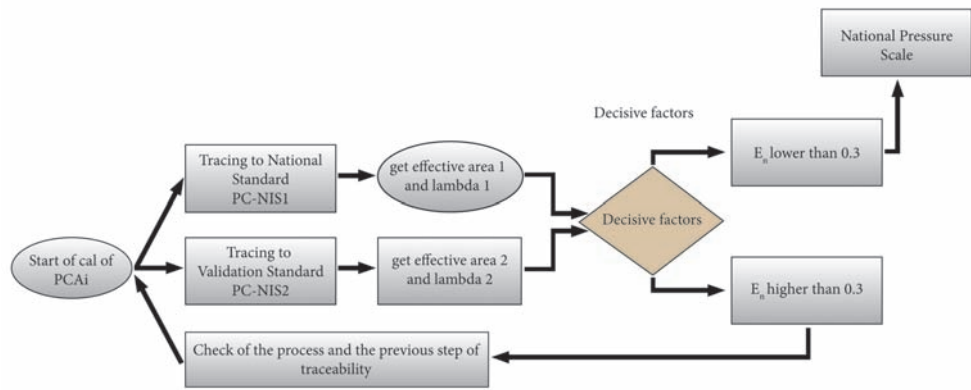 National Pressure
Scale
Decisive factors
E_n lower than 0.3
Tracing to National
Standard
PC-NIS1
get effective area 1
and lambda 1
Decisive factors
Start of cal of
PCAi
Tracing to
Validation Standard
PC-NIS2
get effective area 2
and lambda 2
E_n higher than 0.3
Check of the process and the previous step of
traceability